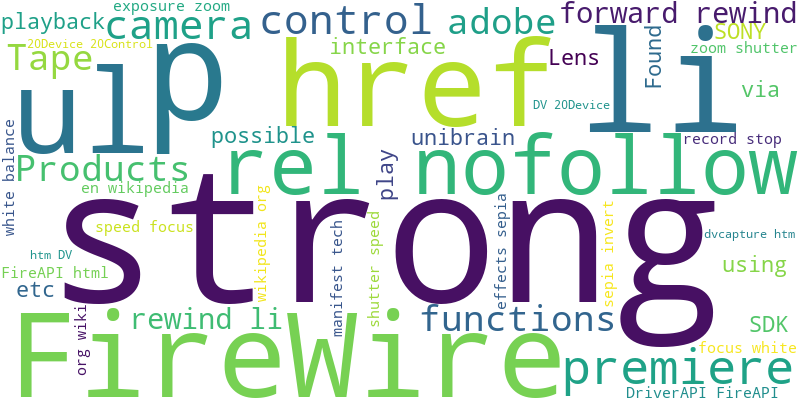 exposure zoom
playback
camera
control
adobe
forward rewind
2ODevice 2OControl
Tape
interface
Lens
Found
SONY
zoom shutter
ul
p
href
li
via
DV 2ODevice
white balance
possible
unibrain
record stop
Products
rel
play
nofollow
en wikipedia
strong
speed focus
wikipedia org
manifest tech
shutter speed
effects sepia
sepia invert
dvcapture htm
htm DV
FireAPI html
using
etc
org wiki
rewind li
functions
SDK
FireWire
focus white
premiere
DriverAPI FireAPI